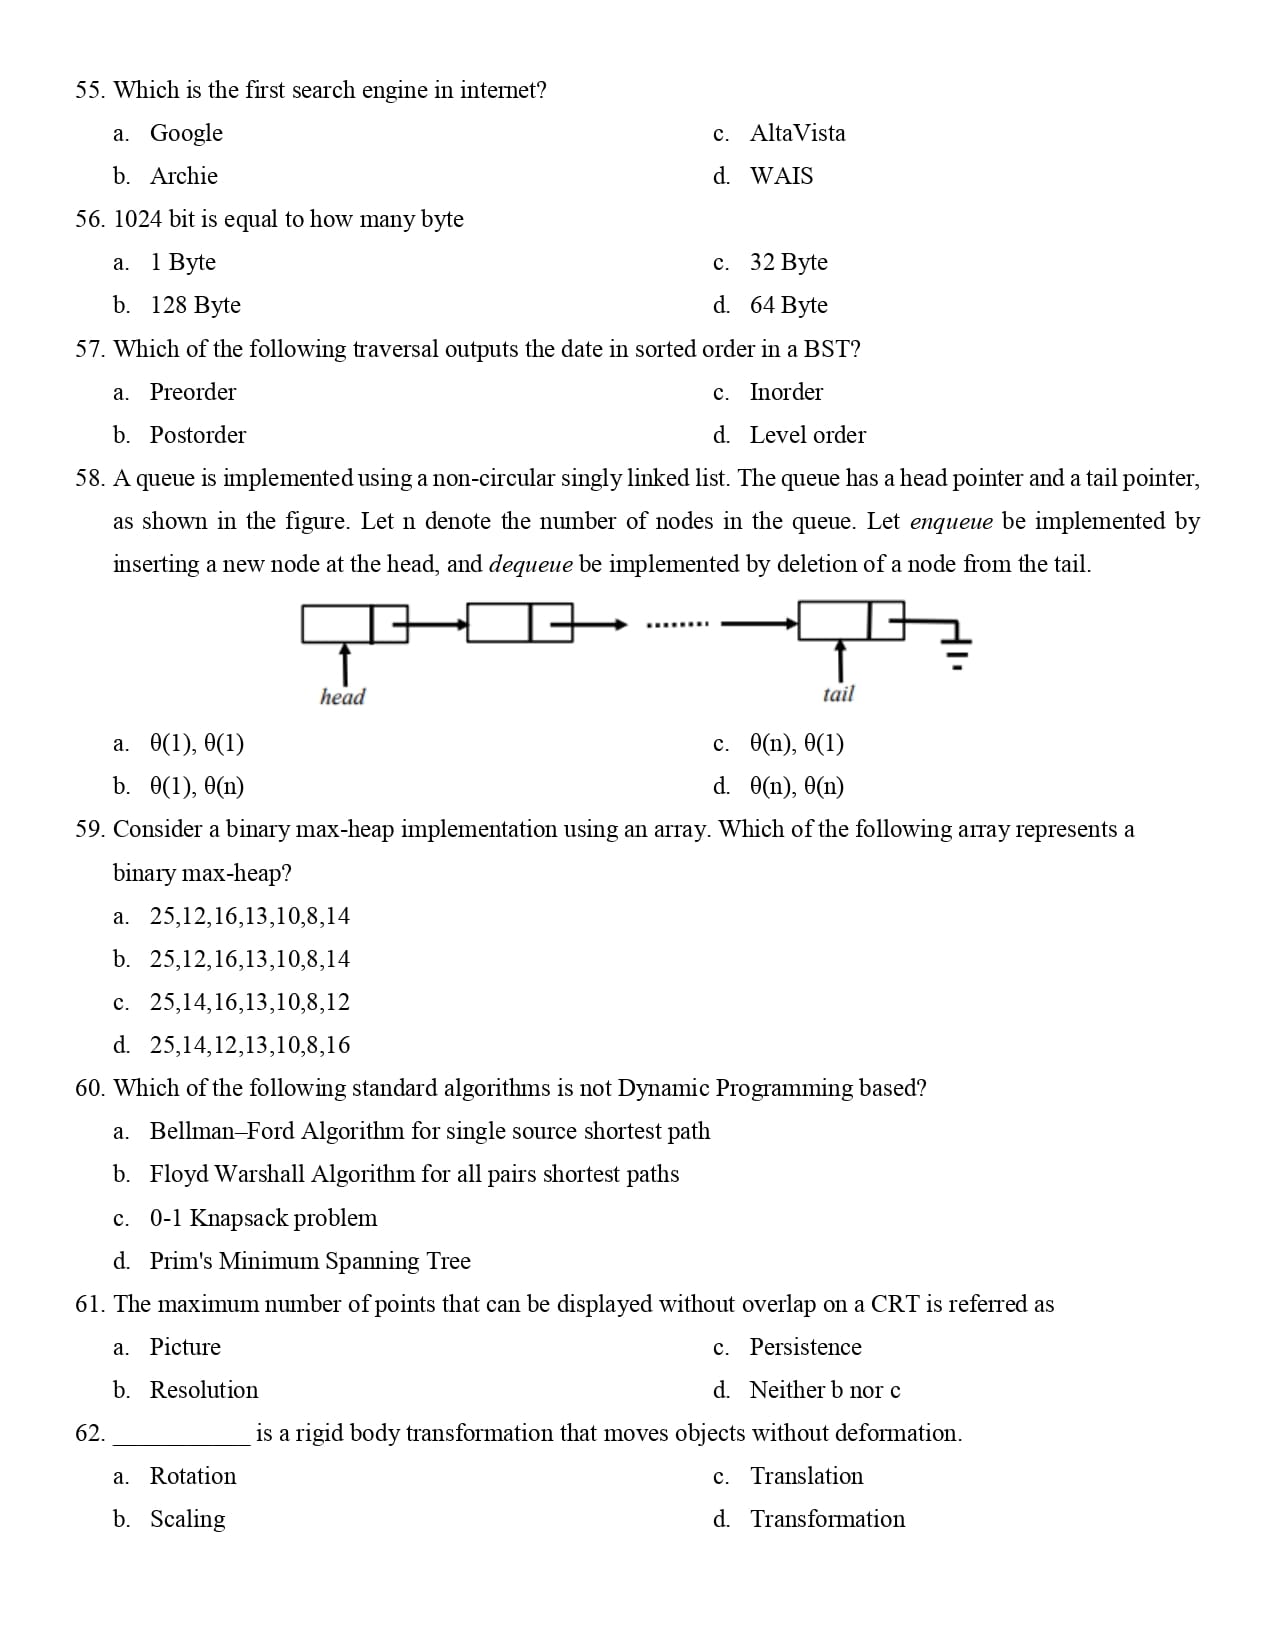 55. Which is the first search engine in internet?
a. Google
b. Archie
c. AltaVista
d. WAIS
56. 1024 bit is equal to how many byte
a. 1 Byte
b. 128 Byte
c. 32 Byte
d. 64 Byte
57. Which of the following traversal outputs the date in sorted order in a BST?
a. Preorder
b. Postorder
c. Inorder
d. Level order
58. A queue is implemented using a non-circular singly linked list. The queue has a head pointer and a tail pointer,
as shown in the figure. Let n denote the number of nodes in the queue. Let enqueue be implemented by
inserting a new node at the head, and dequeue be implemented by deletion of a node from the tail.
head
tail
a. θ(1), θ(1)
b. θ(1), θ(n)
c. θ(n), θ(1)
d. θ(n), θ(n)
59. Consider a binary max-heap implementation using an array. Which of the following array represents a
binary max-heap?
a. 25,12,16,13,10,8,14
b. 25,12,16,13,10,8,14
c. 25,14,16,13,10,8,12
d. 25,14,12,13,10,8,16
60. Which of the following standard algorithms is not Dynamic Programming based?
a. Bellman–Ford Algorithm for single source shortest path
b. Floyd Warshall Algorithm for all pairs shortest paths
c. 0-1 Knapsack problem
d. Prim's Minimum Spanning Tree
61. The maximum number of points that can be displayed without overlap on a CRT is referred as
a. Picture
b. Resolution
c. Persistence
d. Neither b nor c
62. ___________ is a rigid body transformation that moves objects without deformation.
a. Rotation
b. Scaling
c. Translation
d. Transformation